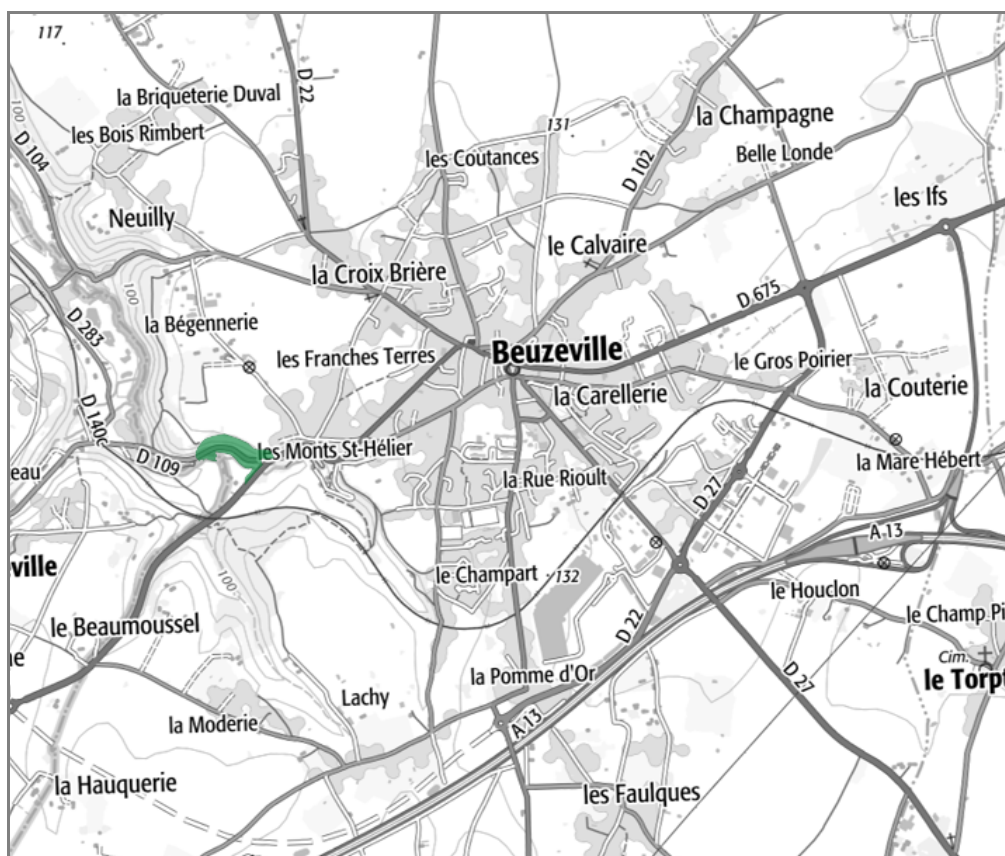 117
la Briqueterie Duval
D 22
les Bois Rimbert
D 104
100
les Coutances
131
la Champagne
D 102
Belle Londe
Neuilly
les Ifs
le Calvaire
la Croix Brière
100
D 675
la Bégennerie
D 283
les Franches Terres
Beuzeville
le Gros Poirier
la Carellerie
la Couterie
D 140c
D 109
les Monts St-Hélier
eau
la Rue Rioult
D 27
la Mare Hébert
A 13
ville
100
le Champart
132
le Houclon
le Beaumoussel
D 22
le Champ Pi
ne
Cim.
la Pomme d'Or
le Torpt
D 27
Lachy
A 13
la Moderie
la Hauquerie
les Faulques